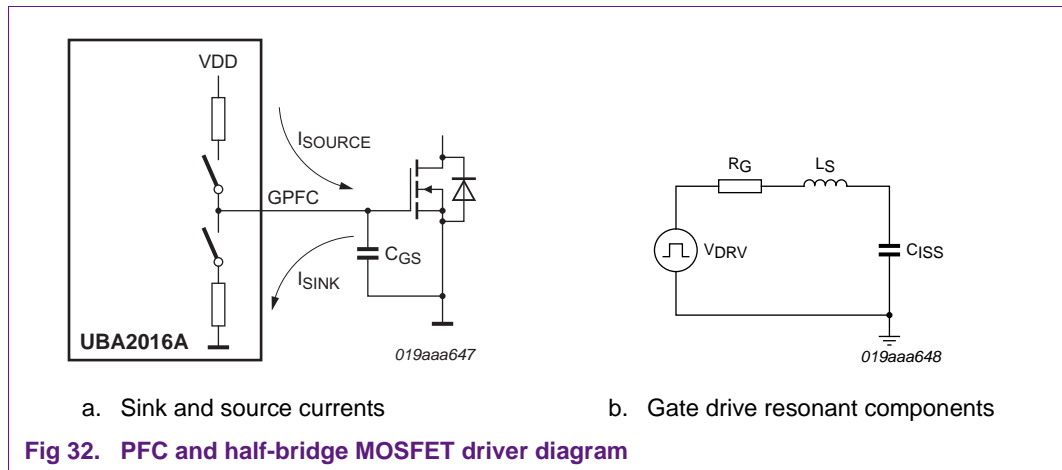 VDD
ISOURCE
GPFC
CGS
ISINK
UBA2016A
019aaa647
RG
LS
VDRV
CISS
019aaa648
a. Sink and source currents
b. Gate drive resonant components
Fig 32. PFC and half-bridge MOSFET driver diagram